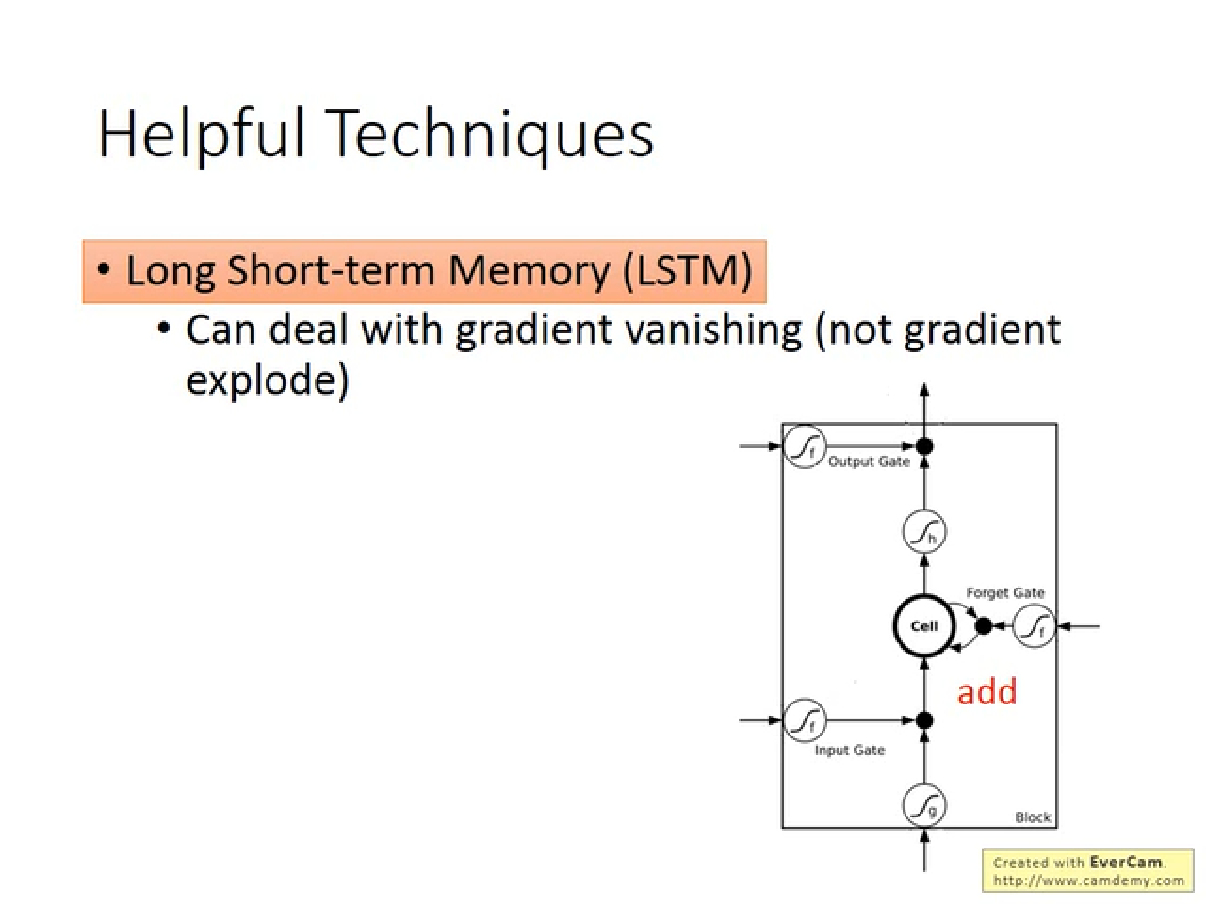 Helpful Techniques
• Long Short-term Memory (LSTM)
• Can deal with gradient vanishing (not gradient
explode)
f
Output Gate
h
Forget Gate
Cell
f
add
f
Input Gate
g
Block
Created with EverCam.
http://www.camdemy.com